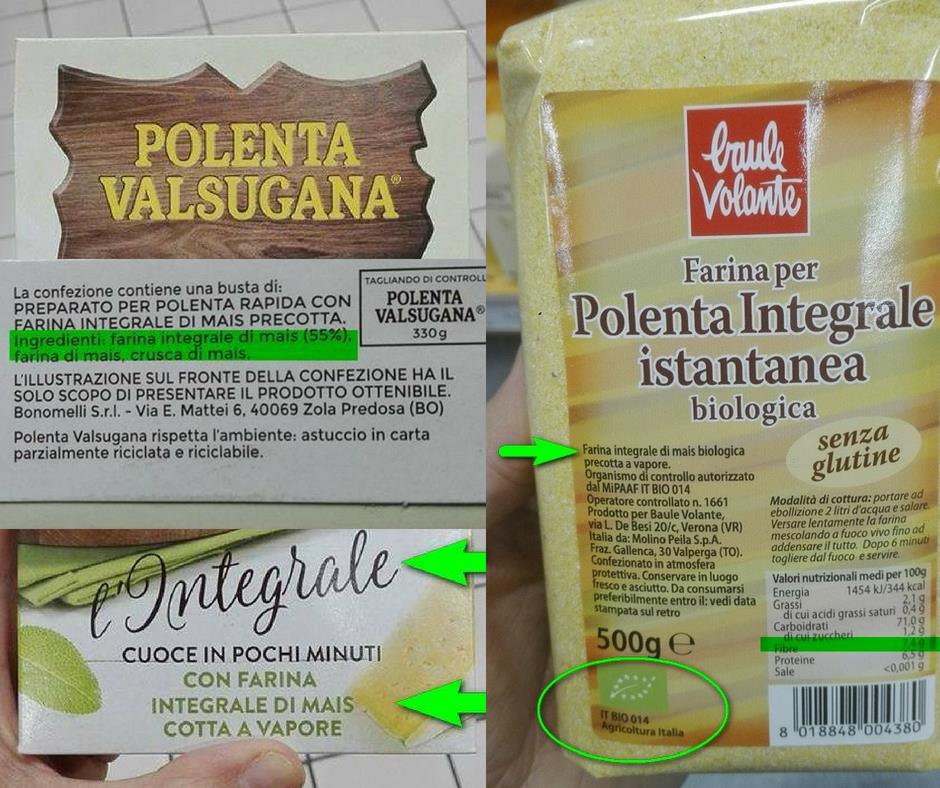 POLENTA
VALSUGANA®
La confezione contiene una busta di:
PREPARATO PER POLENTA RAPIDA CON
FARINA INTEGRALE DI MAIS PRECOTTA.
Ingredienti: farina integrale di mais (55%),
farina di mais, crusca di mais.
L'ILLUSTRAZIONE SUL FRONTE DELLA CONFEZIONE HA IL
SOLO SCOPO DI PRESENTARE IL PRODOTTO OTTENIBILE.
Bonomelli S.r.l. - Via E. Mattei 6, 40069 Zola Predosa (BO)
Polenta Valsugana rispetta l'ambiente: astuccio in carta
parzialmente riciclata e riciclabile.
TAGLIANDO DI CONTROLL
POLENTA
VALSUGANA®
330g
l'Integrale
CUOCE IN POCHI MINUTI
CON FARINA
INTEGRALE DI MAIS
COTTA A VAPORE
baule
Volante
Farina per
Polenta Integrale
istantanea
biologica
senza
glutine
Farina integrale di mais biologica
precotta a vapore.
Organismo di controllo autorizzato
dal MiPAAF IT BIO 014
Operatore controllato n. 1661
Prodotto per Baule Volante,
via L. De Besi 20/c, Verona (VR)
Italia da: Molino Peila S.p.A.
Fraz. Gallenca, 30 Valperga (TO).
Confezionato in atmosfera
protettiva. Conservare in luogo
fresco e asciutto. Da consumarsi
preferibilmente entro il: vedi data
stampata sul retro
500g e
IT BIO 014
Agricoltura Italia
Modalità di cottura: portare ad
ebollizione 2 litri d'acqua e salare.
Versare lentamente la farina
mescolando a fuoco vivo fino ad
addensare il tutto. Dopo 6 minuti
togliere dal fuoco e servire.
Valori nutrizionali medi per 100g
Energia 1454 kJ/344 kcal
Grassi 2,1 g
di cui acidi grassi saturi 0,4 g
Carboidrati 71,0 g
di cui zuccheri 1,2 g
Fibre
Proteine 6,5 g
Sale <0,001 g
8 018848 004380